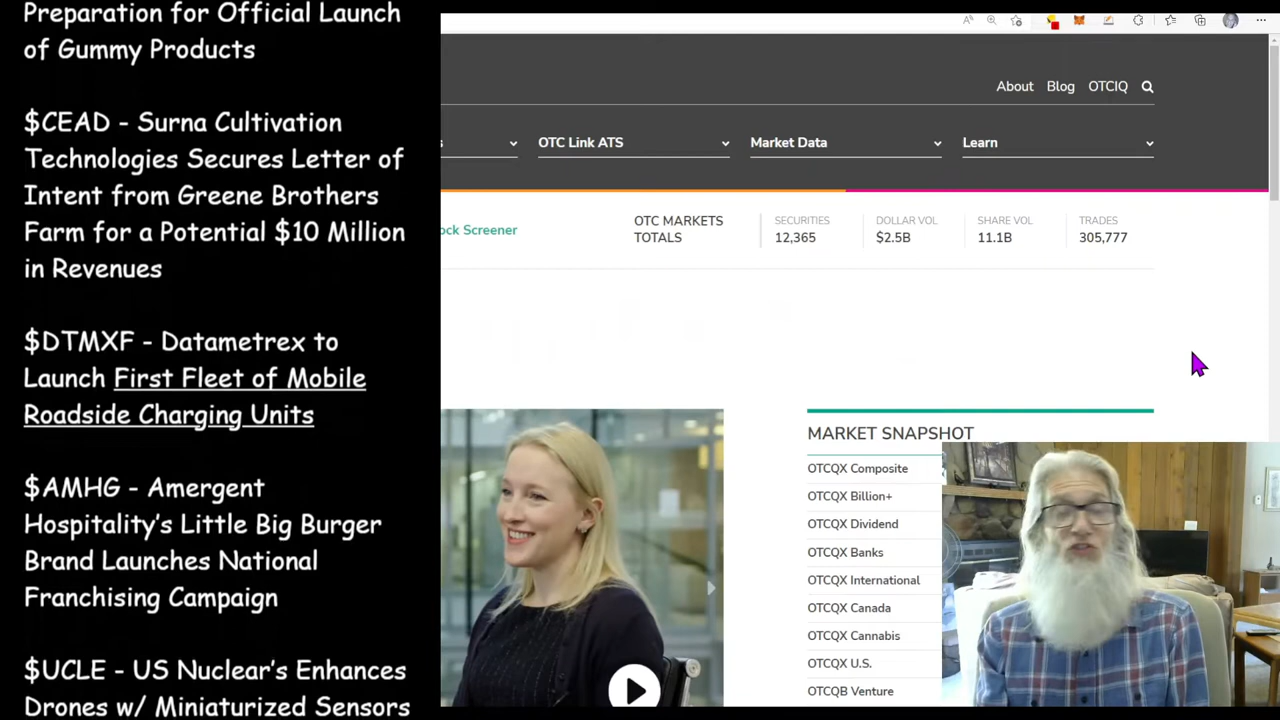 Preparation for Official Launch
of Gummy Products
$CEAD - Surna Cultivation
Technologies Secures Letter of
Intent from Greene Brothers
Farm for a Potential $10 Million
in Revenues
$DTMXF - Datametrex to
Launch First Fleet of Mobile
Roadside Charging Units
$AMHG - Amergent
Hospitality's Little Big Burger
Brand Launches National
Franchising Campaign
$UCLE - US Nuclear's Enhances
Drones w/ Miniaturized Sensors
About Blog OTCIQ
s OTC Link ATS Market Data Learn
ock Screener
OTC MARKETS
TOTALS
SECURITIES
12,365
DOLLAR VOL
$2.5B
SHARE VOL
11.1B
TRADES
305,777
MARKET SNAPSHOT
OTCQX Composite
OTCQX Billion+
OTCQX Dividend
OTCQX Banks
OTCQX International
OTCQX Canada
OTCQX Cannabis
OTCQX U.S.
OTCQB Venture